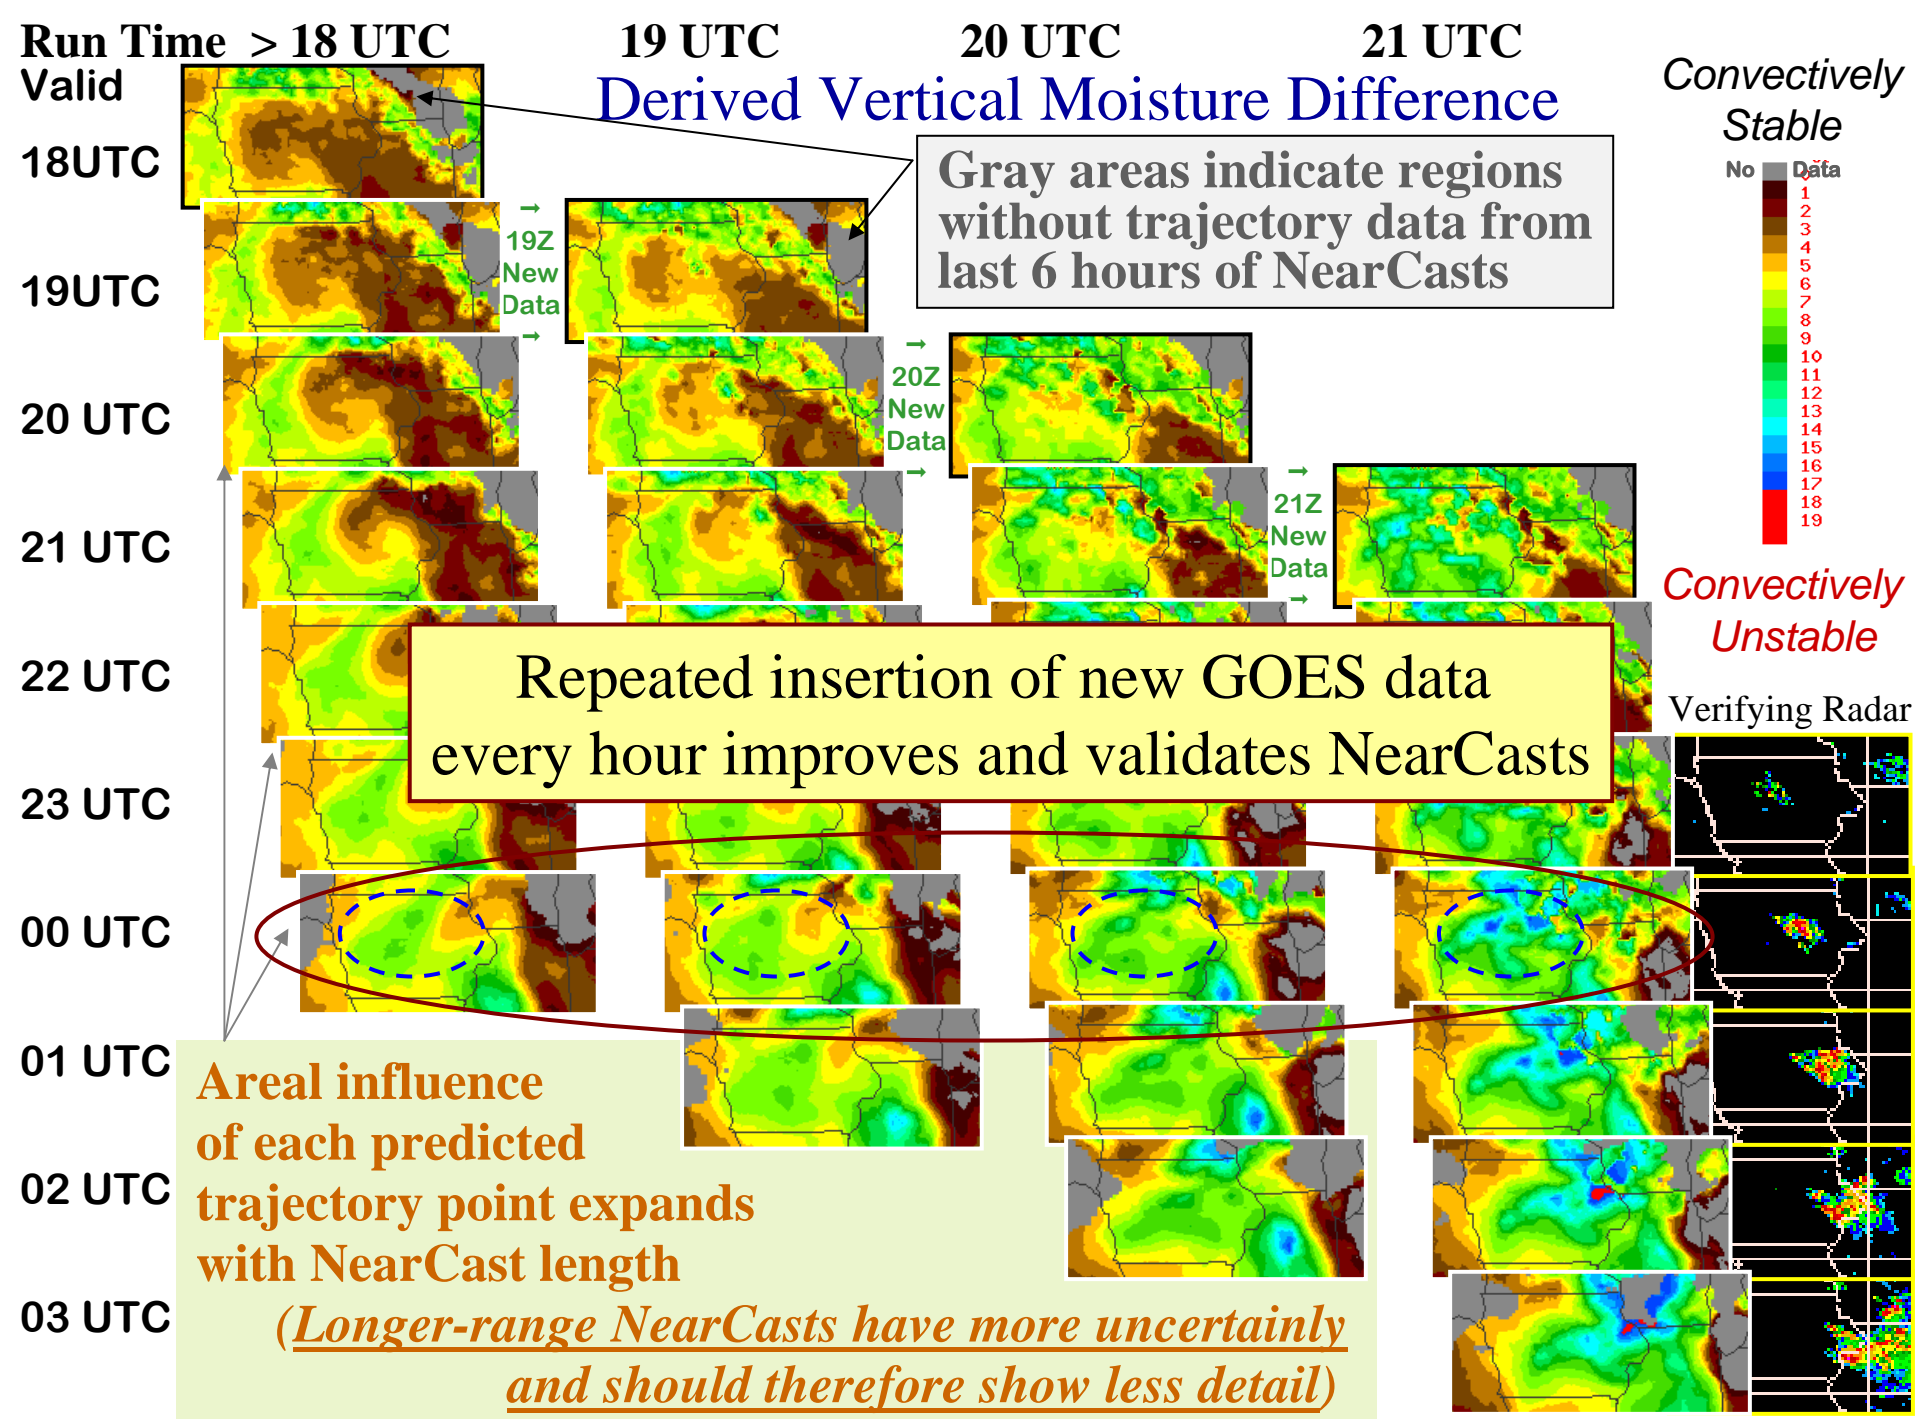 Run Time > 18 UTC 19 UTC 20 UTC 21 UTC
Valid
Derived Vertical Moisture Difference
Convectively
Stable
18UTC
Gray areas indicate regions
without trajectory data from
last 6 hours of NearCasts
No Data
1
2
3
4
5
6
7
8
9
10
11
12
13
14
15
16
17
18
19
Convectively
Unstable
19UTC
→
19Z
New
Data
→
20 UTC
→
20Z
New
Data
→
21 UTC
→
21Z
New
Data
→
22 UTC
Repeated insertion of new GOES data
every hour improves and validates NearCasts
Verifying Radar
23 UTC
00 UTC
01 UTC
Areal influence
of each predicted
trajectory point expands
with NearCast length
(Longer-range NearCasts have more uncertainly
and should therefore show less detail)
02 UTC
03 UTC